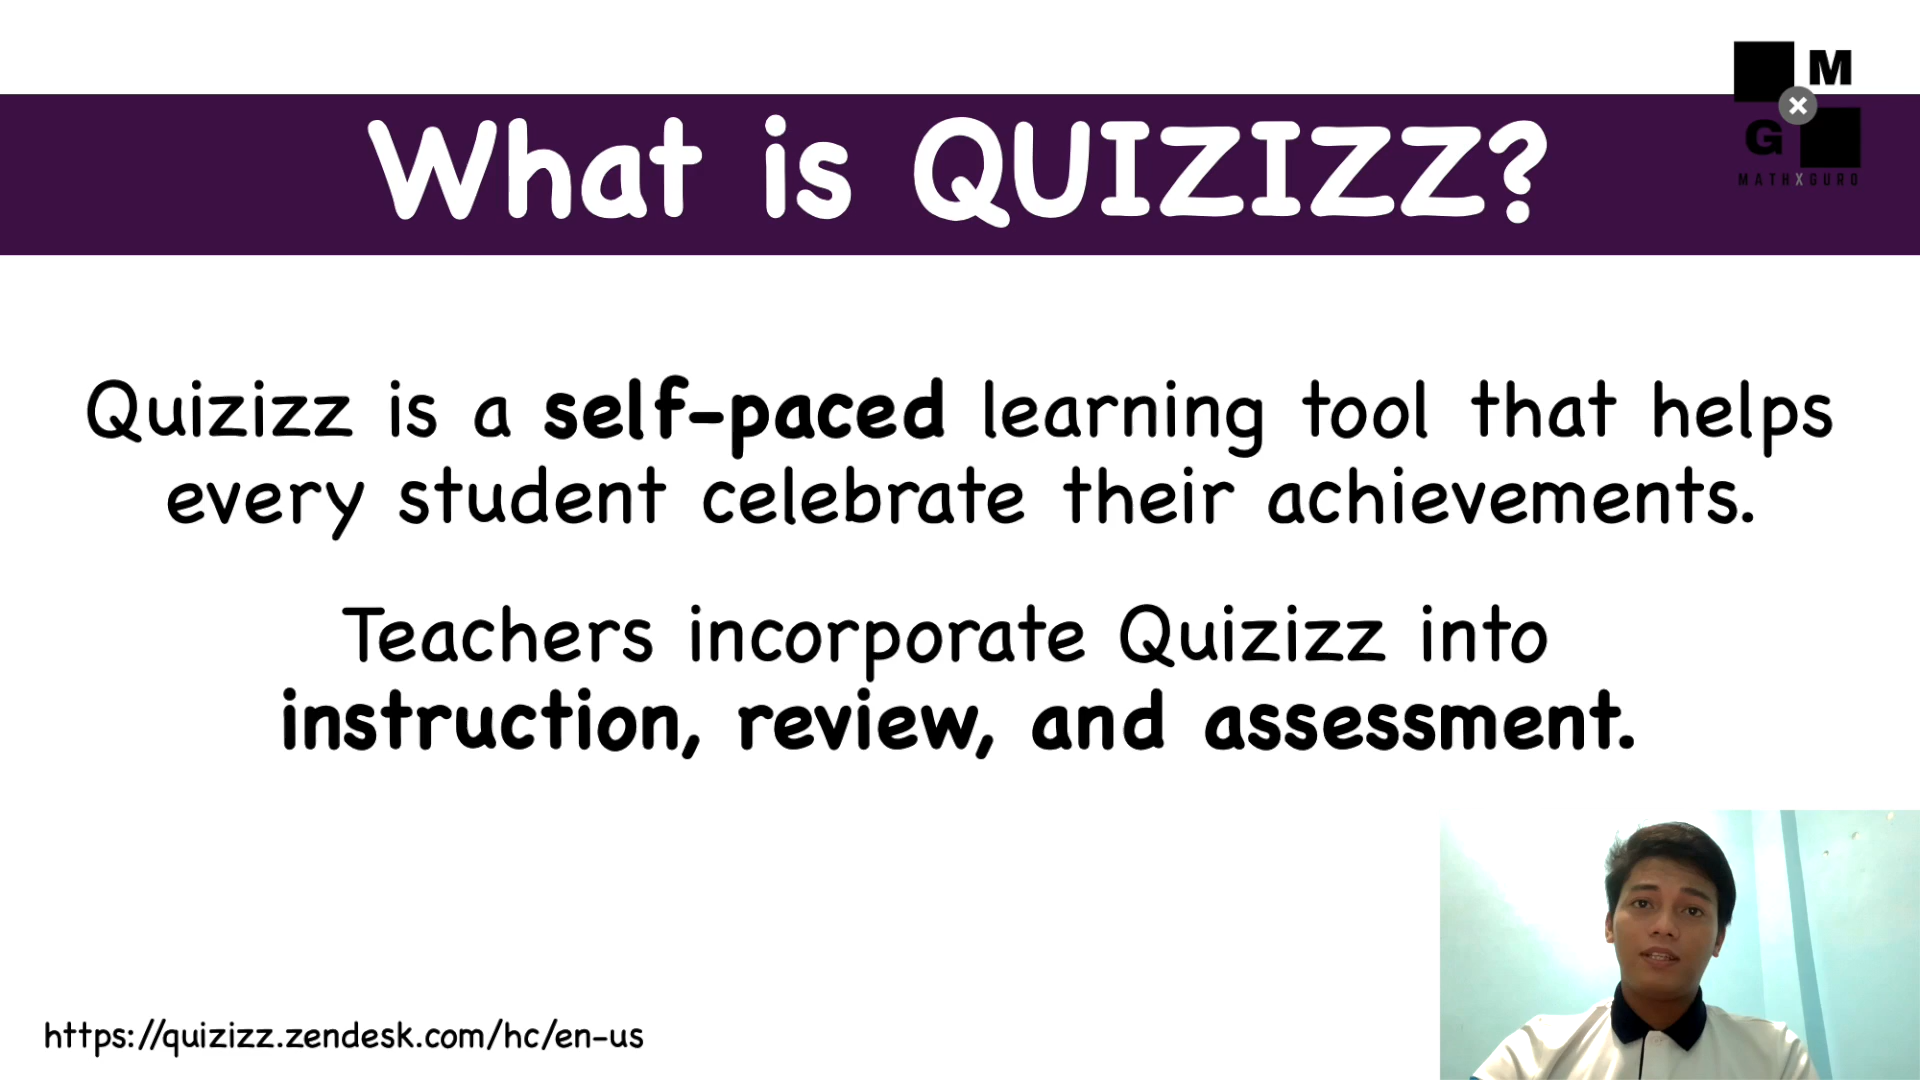 M
G
MATHXGURO
What is QUIZIZZ?
Quizizz is a self-paced learning tool that helps
every student celebrate their achievements.
Teachers incorporate Quizizz into
instruction, review, and assessment.
https://quizizz.zendesk.com/hc/en-us